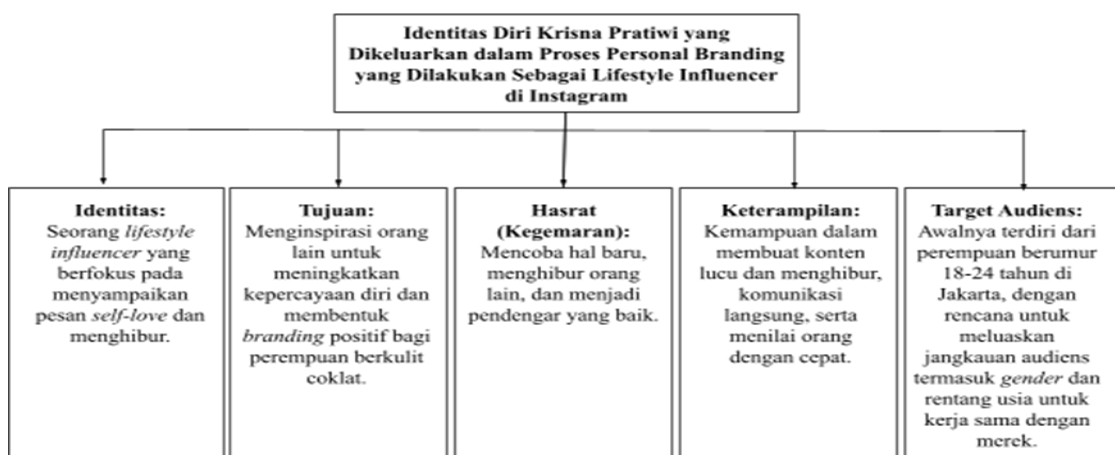 Identitas Diri Krisna Pratiwi yang
Dikeluarkan dalam Proses Personal Branding
yang Dilakukan Sebagai Lifestyle Influencer
di Instagram
Identitas:
Seorang lifestyle
influencer yang
berfokus pada
menyampaikan
pesan self-love dan
menghibur.
Tujuan:
Menginspirasi orang
lain untuk
meningkatkan
kepercayaan diri dan
membentuk
branding positif bagi
perempuan berkulit
coklat.
Hasrat
(Kegemaran):
Mencoba hal baru,
menghibur orang
lain, dan menjadi
pendengar yang baik.
Keterampilan:
Kemampuan dalam
membuat konten
lucu dan menghibur,
komunikasi
langsung, serta
menilai orang
dengan cepat.
Target Audiens:
Awalnya terdiri dari
perempuan berumur
18-24 tahun di
Jakarta, dengan
rencana untuk
meluaskan
jangkauan audiens
termasuk gender dan
rentang usia untuk
kerja sama dengan
merek.